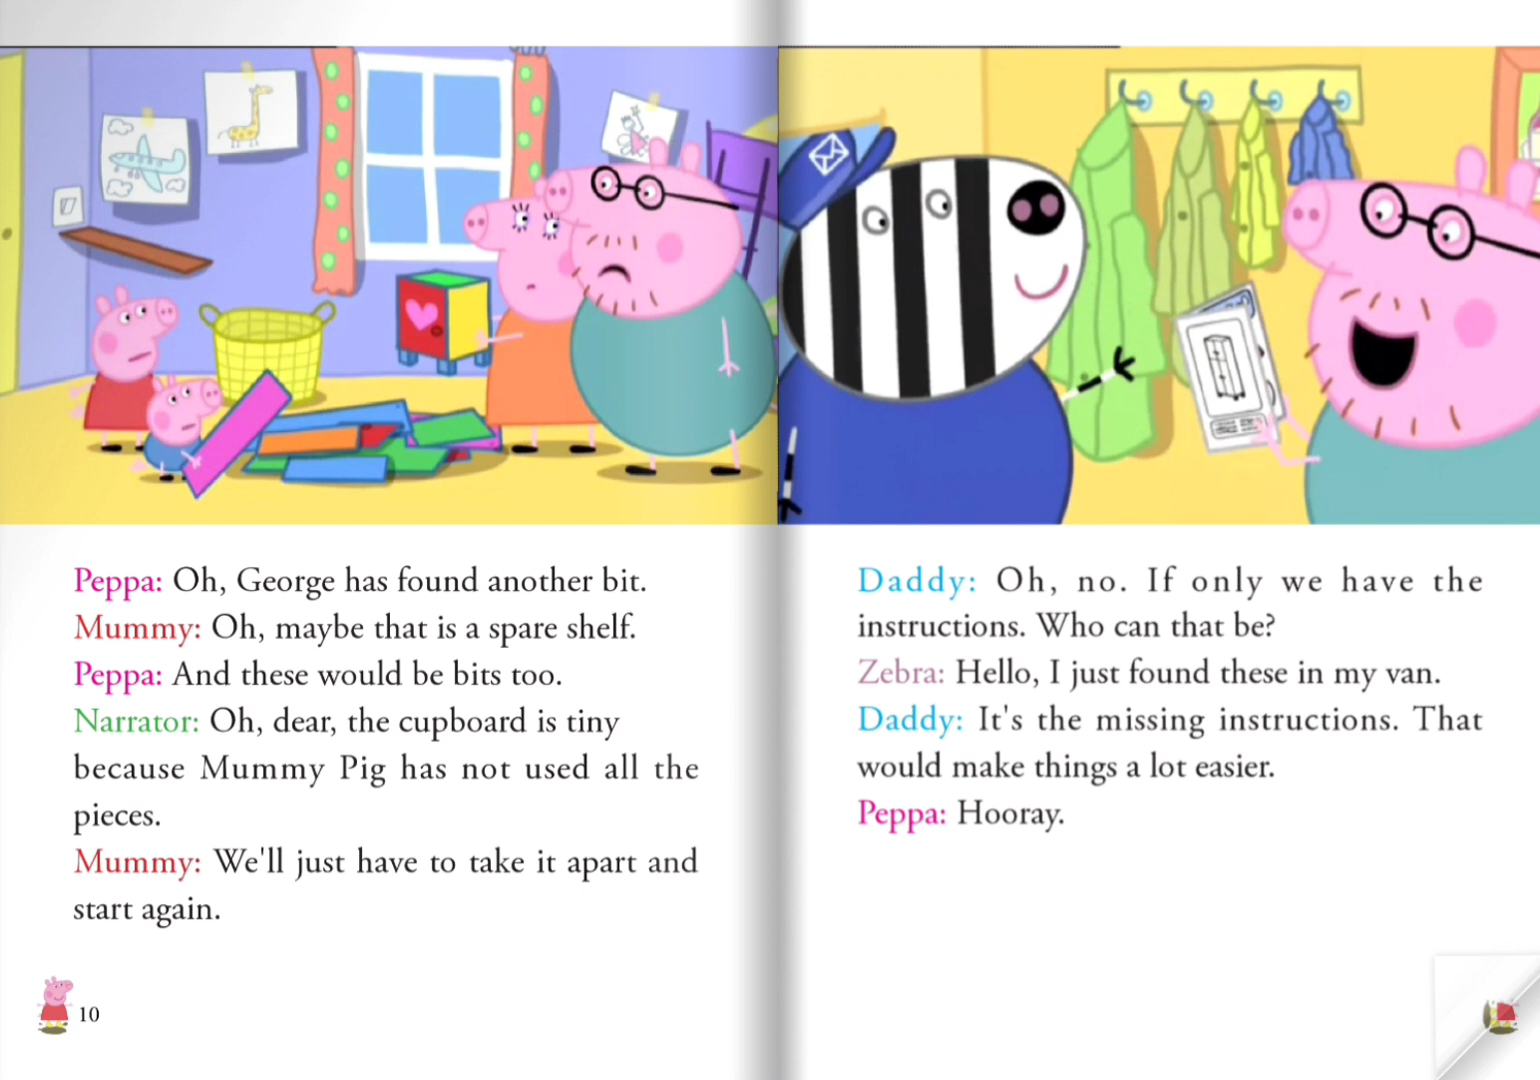 Peppa: Oh, George has found another bit.
Mummy: Oh, maybe that is a spare shelf.
Peppa: And these would be bits too.
Narrator: Oh, dear, the cupboard is tiny
because Mummy Pig has not used all the
pieces.
Mummy: We'll just have to take it apart and
start again.
10
Daddy: Oh, no. If only we have the
instructions. Who can that be?
Zebra: Hello, I just found these in my van.
Daddy: It's the missing instructions. That
would make things a lot easier.
Peppa: Hooray.